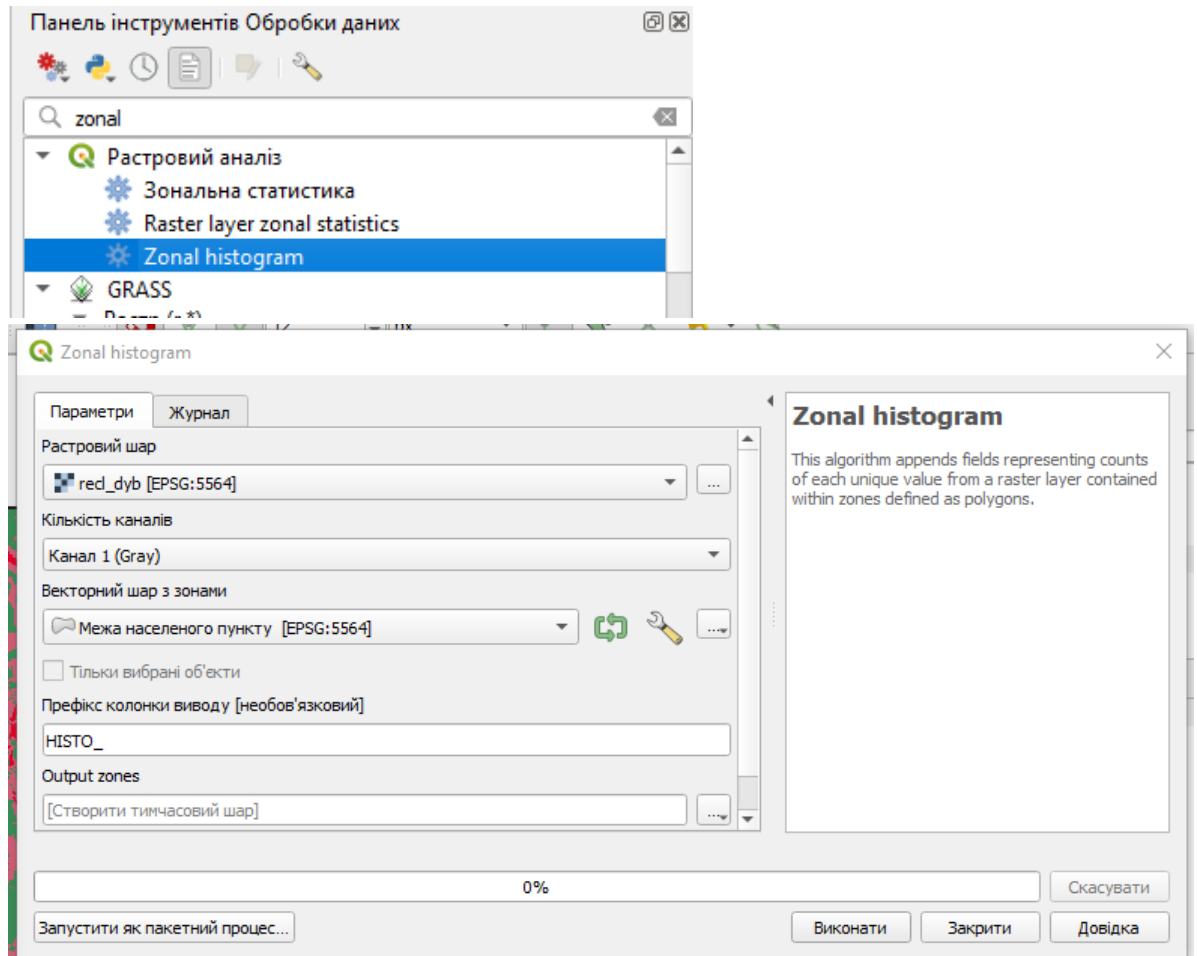 Панель інструментів Обробки даних
zonal
Растровий аналіз
Зональна статистика
Raster layer zonal statistics
Zonal histogram
GRASS
Zonal histogram
Параметри
Журнал
Растровий шар
recl_dyb [EPSG:5564]
...
Кількість каналів
Канал 1 (Gray)
Векторний шар з зонами
Межа населеного пункту [EPSG:5564]
...
Тільки вибрані об'єкти
Префікс колонки виводу [необов'язковий]
HISTO_
Output zones
[Створити тимчасовий шар]
...
Zonal histogram
This algorithm appends fields representing counts
of each unique value from a raster layer contained
within zones defined as polygons.
0%
Скасувати
Запустити як пакетний процес...
Виконати
Закрити
Довідка